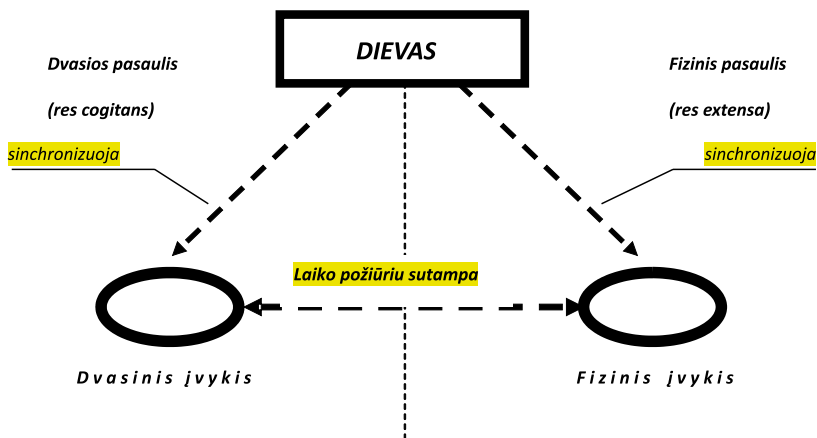 DIEVAS
Dvasios pasaulis
(res cogitans)
Fizinis pasaulis
(res extensa)
sinchronizuoja
sinchronizuoja
Laiko požiūriu sutampa
Dvasinis įvykis
Fizinis įvykis